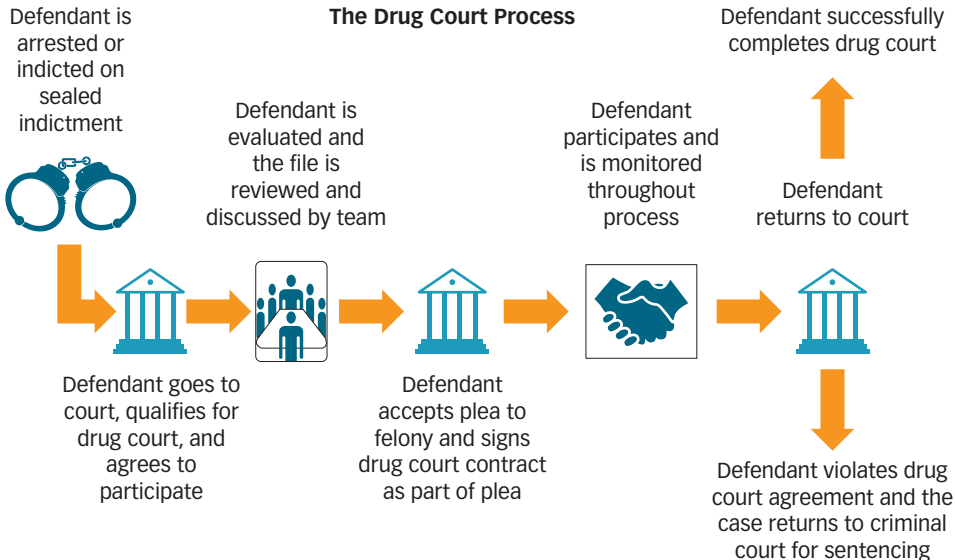 The Drug Court Process
Defendant is
arrested or
indicted on
sealed
indictment
Defendant goes to
court, qualifies for
drug court, and
agrees to
participate
Defendant is
evaluated and
the file is
reviewed and
discussed by team
Defendant
accepts plea to
felony and signs
drug court contract
as part of plea
Defendant
participates and
is monitored
throughout
process
Defendant
returns to court
Defendant successfully
completes drug court
Defendant violates drug
court agreement and the
case returns to criminal
court for sentencing